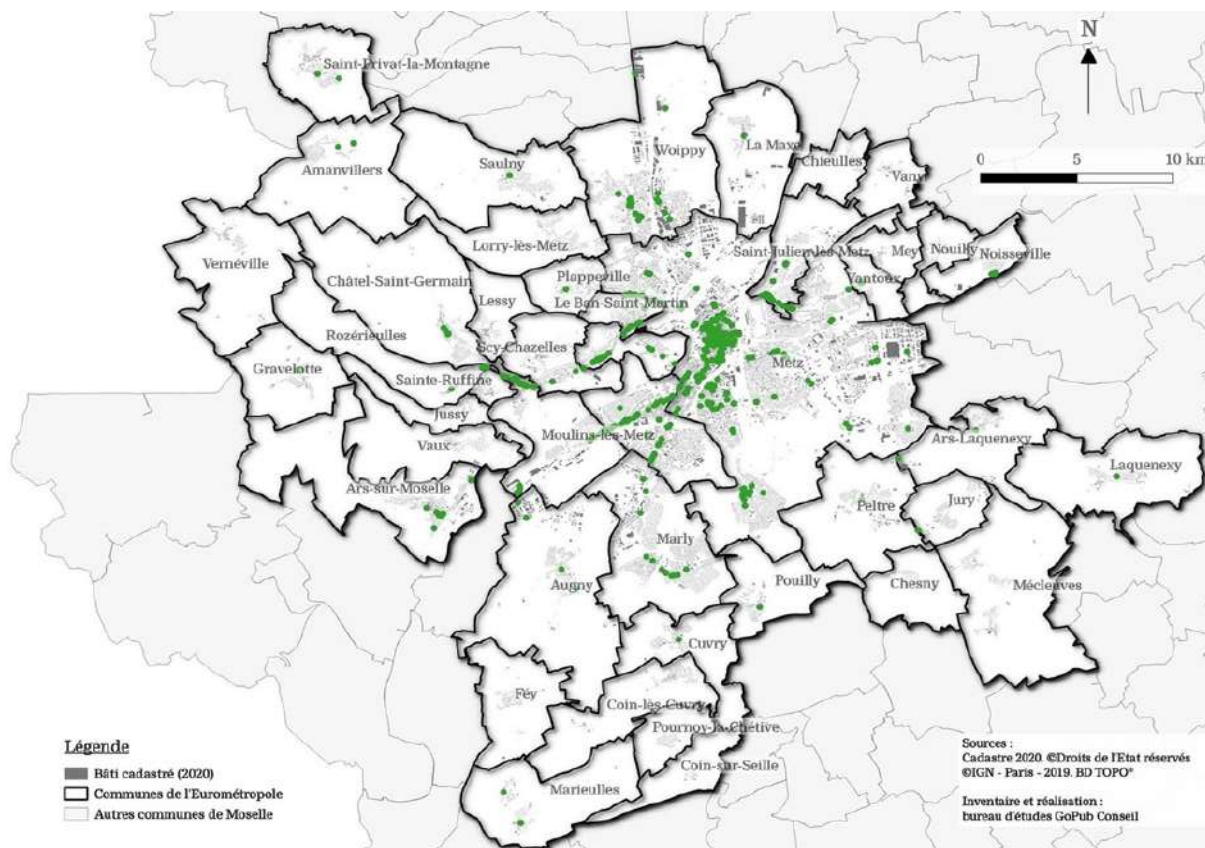 N
Saint-Privat-la-Montagne
Woippy
La Maxe
Chieulles
Saulny
Amanvillers
Vany
0 5 10 km
Lorry-lès-Metz
Saint-Julien-lès-Metz
Mey
Nouilly
Noisseville
Vernéville
Plappeville
Châtel-Saint-Germain
Vantoux
Lessy
Le Ban-Saint-Martin
Rozérieulles
Scy-Chazelles
Metz
Gravelotte
Sainte-Ruffine
Jussy
Moulins-lès-Metz
Ars-Laquenexy
Vaux
Laquenexy
Ars-sur-Moselle
Peltre
Jury
Marly
Augny
Pouilly
Chesny
Mécleuves
Cuvry
Féy
Coin-lès-Cuvry
Pournoy-la-Chétive
Coin-sur-Seille
Marieulles
Légende
Bâti cadastré (2020)
Communes de l'Eurométropole
Autres communes de Moselle
Sources :
Cadastre 2020. ©Droits de l'Etat réservés
©IGN - Paris - 2019. BD TOPO®
Inventaire et réalisation :
bureau d'études GoPub Conseil